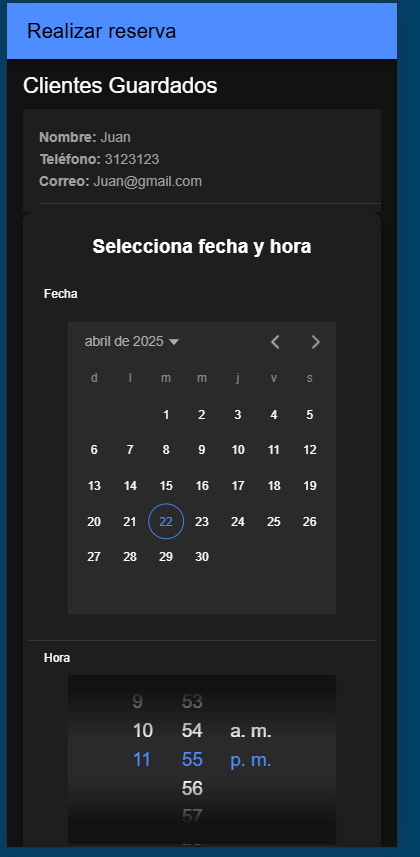 Realizar reserva
Clientes Guardados
Nombre: Juan
Teléfono: 3123123
Correo: Juan@gmail.com
Selecciona fecha y hora
Fecha
abril de 2025
d l m m j v s
1 2 3 4 5
6 7 8 9 10 11 12
13 14 15 16 17 18 19
20 21 22 23 24 25 26
27 28 29 30
Hora
9 53
10 54 a. m.
11 55 p. m.
56
57